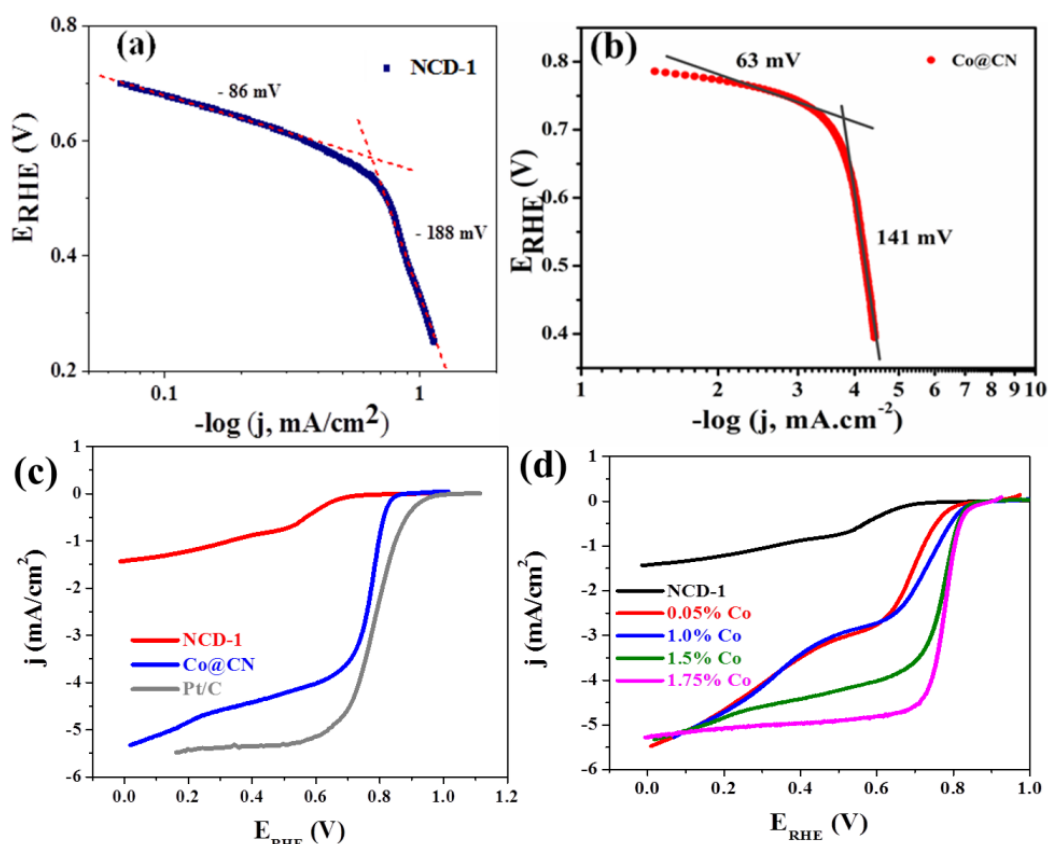 (a)
NCD-1
- 86 mV
- 188 mV
E_RHE (V)
0.8
0.6
0.4
0.2
0.1
1
-log (j, mA/cm²)
(b)
Co@CN
63 mV
141 mV
E_RHE (V)
0.8
0.7
0.6
0.5
0.4
1
2
3
4
5
6
7
8
9
10
-log (j, mA.cm⁻²)
(c)
NCD-1
Co@CN
Pt/C
j (mA/cm²)
1
0
-1
-2
-3
-4
-5
-6
0.0
0.2
0.4
0.6
0.8
1.0
1.2
E_RHE (V)
(d)
NCD-1
0.05% Co
1.0% Co
1.5% Co
1.75% Co
j (mA/cm²)
1
0
-1
-2
-3
-4
-5
-6
0.0
0.2
0.4
0.6
0.8
1.0
E_RHE (V)